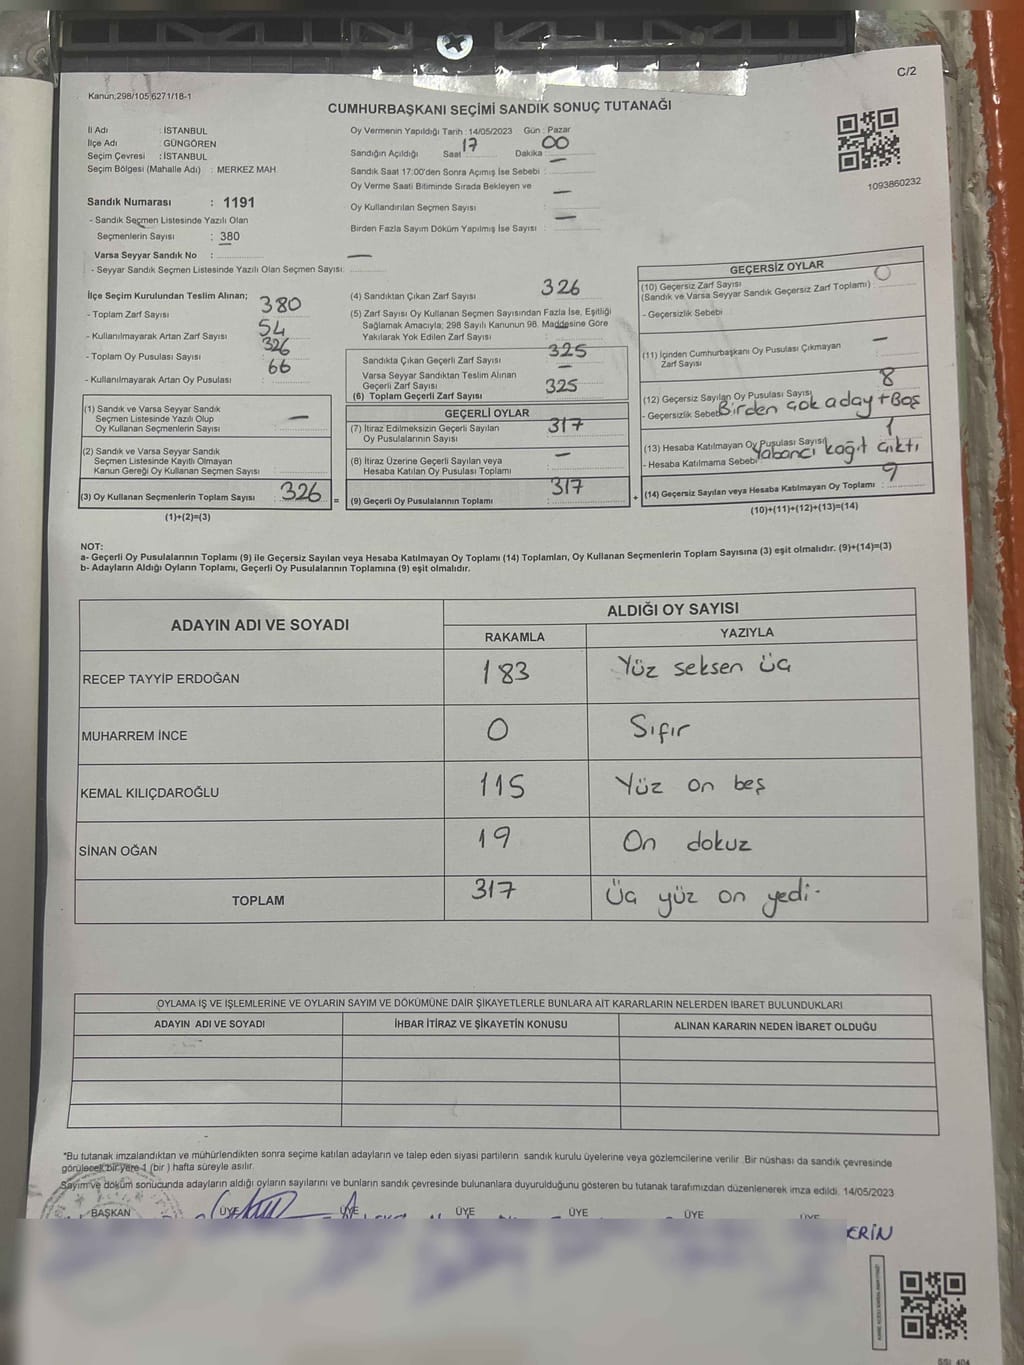 C/2
Kanun;298/105,6271/18-1
CUMHURBAŞKANI SEÇİMİ SANDIK SONUÇ TUTANAĞI
İl Adı : İSTANBUL
İlçe Adı : GÜNGÖREN
Seçim Çevresi : İSTANBUL
Seçim Bölgesi (Mahalle Adı) : MERKEZ MAH.
Oy Vermenin Yapıldığı Tarih : 14/05/2023 Gün : Pazar
Sandığın Açıldığı Saat 17 Dakika 00
Sandık Saat 17:00'den Sonra Açımış İse Sebebi : —
Oy Verme Saati Bitiminde Sırada Bekleyen ve
Oy Kullandırılan Seçmen Sayısı : —
Birden Fazla Sayım Döküm Yapılmış İse Sayısı : —
1093860232
Sandık Numarası : 1191
- Sandık Seçmen Listesinde Yazılı Olan
Seçmenlerin Sayısı : 380
Varsa Seyyar Sandık No :
- Seyyar Sandık Seçmen Listesinde Yazılı Olan Seçmen Sayısı: —
İlçe Seçim Kurulundan Teslim Alınan;
- Toplam Zarf Sayısı 380
- Kullanılmayarak Artan Zarf Sayısı 54
- Toplam Oy Pusulası Sayısı 326
- Kullanılmayarak Artan Oy Pusulası : 66
(1) Sandık ve Varsa Seyyar Sandık
Seçmen Listesinde Yazılı Olup
Oy Kullanan Seçmenlerin Sayısı —
(2) Sandık ve Varsa Seyyar Sandık
Seçmen Listesinde Kayıtlı Olmayan
Kanun Gereği Oy Kullanan Seçmen Sayısı
(3) Oy Kullanan Seçmenlerin Toplam Sayısı 326 =
(1)+(2)=(3)
(4) Sandıktan Çıkan Zarf Sayısı 326
(5) Zarf Sayısı Oy Kullanan Seçmen Sayısından Fazla İse, Eşitliği
Sağlamak Amacıyla; 298 Sayılı Kanunun 98. Maddesine Göre
Yakılarak Yok Edilen Zarf Sayısı —
Sandıkta Çıkan Geçerli Zarf Sayısı 325
Varsa Seyyar Sandıktan Teslim Alınan
Geçerli Zarf Sayısı —
(6) Toplam Geçerli Zarf Sayısı 325
GEÇERLİ OYLAR
(7) İtiraz Edilmeksizin Geçerli Sayılan
Oy Pusulalarının Sayısı 317
(8) İtiraz Üzerine Geçerli Sayılan veya
Hesaba Katılan Oy Pusulası Toplamı —
(9) Geçerli Oy Pusulalarının Toplamı 317 +
GEÇERSİZ OYLAR
(10) Geçersiz Zarf Sayısı 0
(Sandık ve Varsa Seyyar Sandık Geçersiz Zarf Toplamı) :
- Geçersizlik Sebebi
(11) İçinden Cumhurbaşkanı Oy Pusulası Çıkmayan
Zarf Sayısı —
(12) Geçersiz Sayılan Oy Pusulası Sayısı 8
- Geçersizlik Sebebi Birden çok aday + Boş
(13) Hesaba Katılmayan Oy Pusulası Sayısı 1
- Hesaba Katılmama Sebebi Yabancı kağıt çıktı
(14) Geçersiz Sayılan veya Hesaba Katılmayan Oy Toplamı : 9
(10)+(11)+(12)+(13)=(14)
NOT:
a- Geçerli Oy Pusulalarının Toplamı (9) ile Geçersiz Sayılan veya Hesaba Katılmayan Oy Toplamı (14) Toplamları, Oy Kullanan Seçmenlerin Toplam Sayısına (3) eşit olmalıdır. (9)+(14)=(3)
b- Adayların Aldığı Oyların Toplamı, Geçerli Oy Pusulalarının Toplamına (9) eşit olmalıdır.
ADAYIN ADI VE SOYADI
ALDIĞI OY SAYISI
RAKAMLA YAZIYLA
RECEP TAYYİP ERDOĞAN 183 Yüz seksen üç
MUHARREM İNCE 0 Sıfır
KEMAL KILIÇDAROĞLU 115 Yüz on beş
SİNAN OĞAN 19 On dokuz
TOPLAM 317 Üç yüz on yedi-
OYLAMA İŞ VE İŞLEMLERİNE VE OYLARIN SAYIM VE DÖKÜMÜNE DAİR ŞİKAYETLERLE BUNLARA AİT KARARLARIN NELERDEN İBARET BULUNDUKLARI
ADAYIN ADI VE SOYADI İHBAR İTİRAZ VE ŞİKAYETİN KONUSU ALINAN KARARIN NEDEN İBARET OLDUĞU
*Bu tutanak imzalandıktan ve mühürlendikten sonra seçime katılan adayların ve talep eden siyasi partilerin sandık kurulu üyelerine veya gözlemcilerine verilir. Bir nüshası da sandık çevresinde
görülecek bir yere 1 (bir) hafta süreyle asılır.
Sayım ve döküm sonucunda adayların aldığı oyların sayılarını ve bunların sandık çevresinde bulunanlara duyurulduğunu gösteren bu tutanak tarafımızdan düzenlenerek imza edildi. 14/05/2023
BAŞKAN ÜYE ÜYE ÜYE ÜYE ÜYE ÜYE
ERİN